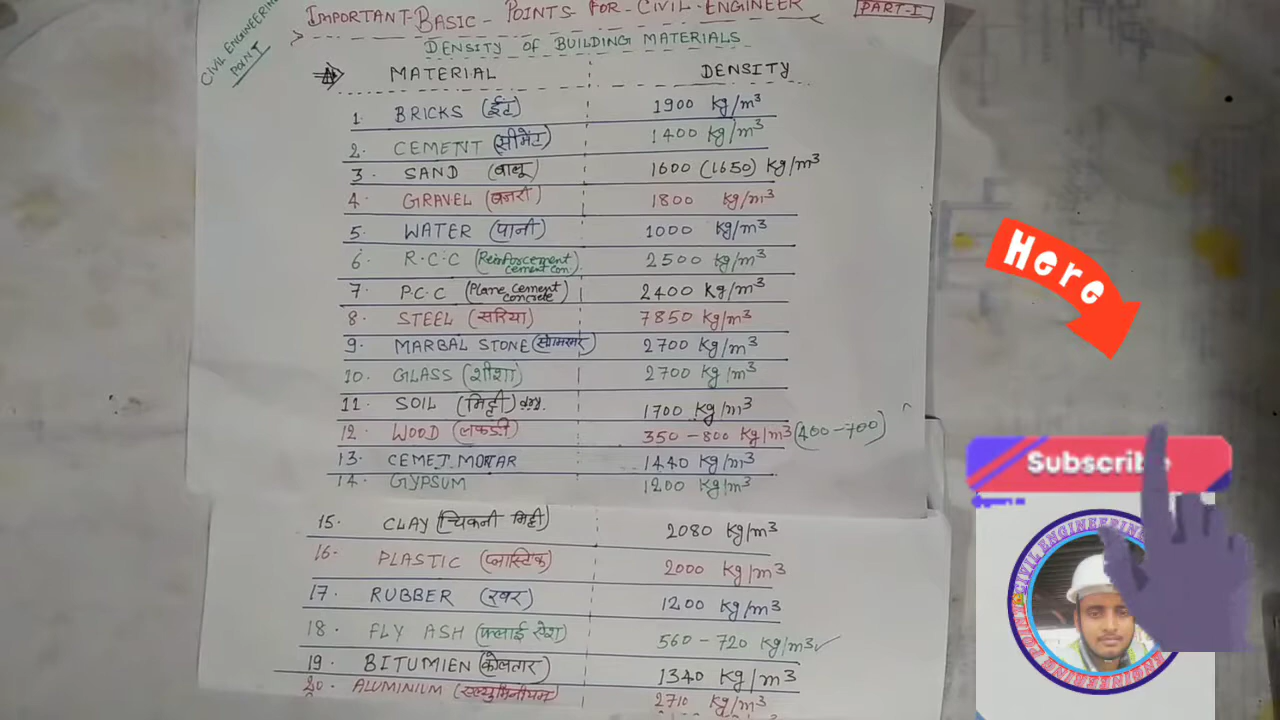 IMPORTANT-BASIC-POINTS FOR-CIVIL-ENGINEER
PART-I
CIVIL ENGINEERING POINT
DENSITY OF BUILDING MATERIALS
MATERIAL DENSITY
1. BRICKS (ईंट) 1900 Kg/m³
2. CEMENT (सीमेंट) 1400 Kg/m³
3. SAND (बालू) 1600 (1650) Kg/m³
4. GRAVEL (बजरी) 1800 Kg/m³
5. WATER (पानी) 1000 Kg/m³
6. R.C.C (Reinforcement cement con.) 2500 Kg/m³
7. P.C.C (Plane Cement concrete) 2400 Kg/m³
8. STEEL (सरिया) 7850 Kg/m³
9. MARBAL STONE 2700 Kg/m³
10. GLASS (शीशा) 2700 Kg/m³
11. SOIL (मिट्टी) dry. 1700 Kg/m³
12. WOOD (लकड़ी) 350-800 Kg/m³ (400-700)
13. CEMET MOTAR 1440 Kg/m³
14. GYPSUM 1200 Kg/m³
15. CLAY (चिकनी मिट्टी) 2080 Kg/m³
16. PLASTIC (प्लास्टिक) 2000 Kg/m³
17. RUBBER (रबर) 1200 Kg/m³
18. FLY ASH (फ्लाई ऐश) 560-720 Kg/m³
19. BITUMIEN (कोलतार) 1340 Kg/m³
20. ALUMINIUM (एल्युमिनियम) 2710 Kg/m³
Here
Subscribe
CIVIL ENGINEERING POINT